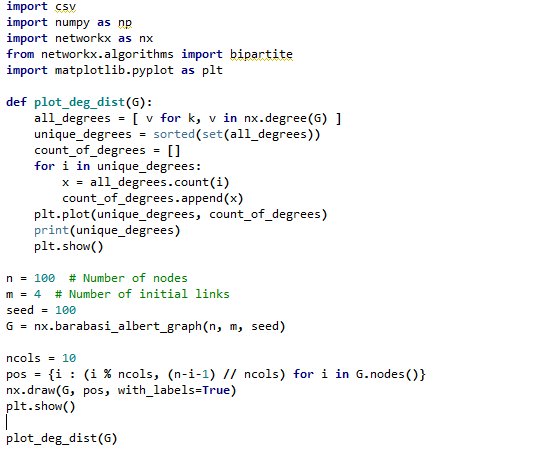 import csv
import numpy as np
import networkx as nx
from networkx.algorithms import bipartite
import matplotlib.pyplot as plt

def plot_deg_dist(G):
    all_degrees = [ v for k, v in nx.degree(G) ]
    unique_degrees = sorted(set(all_degrees))
    count_of_degrees = []
    for i in unique_degrees:
        x = all_degrees.count(i)
        count_of_degrees.append(x)
    plt.plot(unique_degrees, count_of_degrees)
    print(unique_degrees)
    plt.show()

n = 100  # Number of nodes
m = 4  # Number of initial links
seed = 100
G = nx.barabasi_albert_graph(n, m, seed)

ncols = 10
pos = {i : (i % ncols, (n-i-1) // ncols) for i in G.nodes()}
nx.draw(G, pos, with_labels=True)
plt.show()

plot_deg_dist(G)